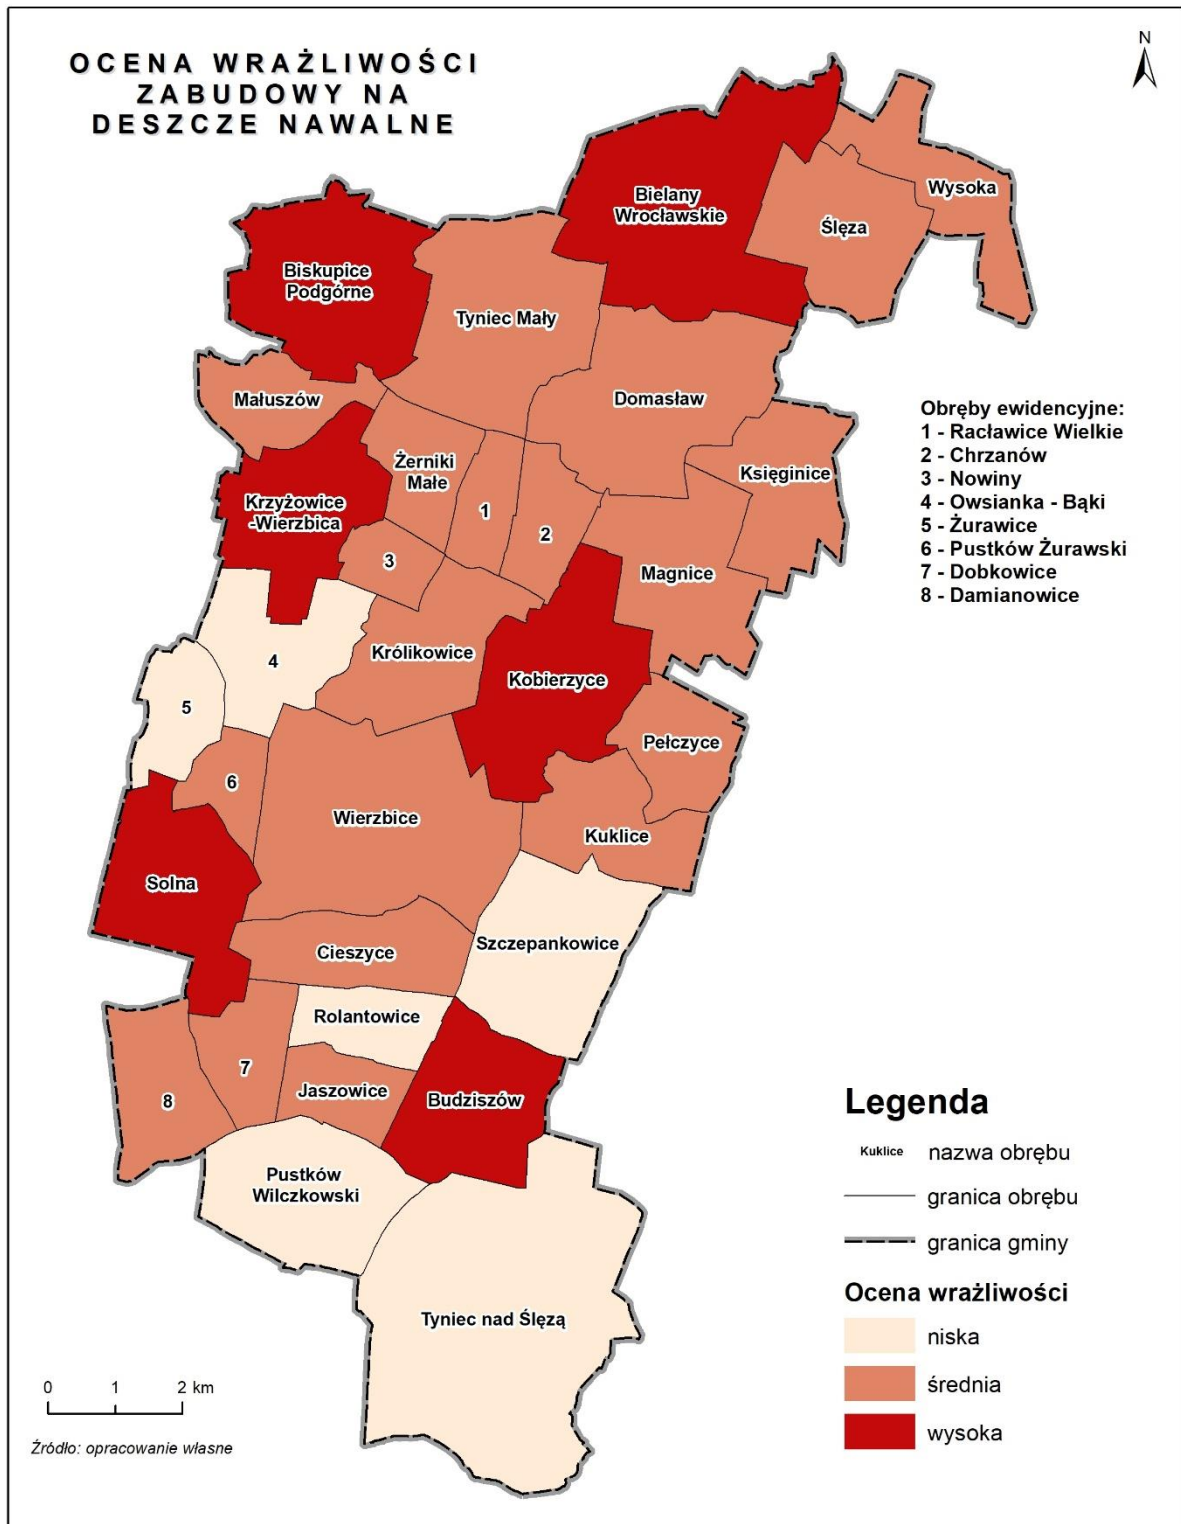 OCENA WRAŻLIWOŚCI
ZABUDOWY NA
DESZCZE NAWALNE
N
Bielany
Wrocławskie
Wysoka
Ślęza
Biskupice
Podgórne
Tyniec Mały
Małuszów
Domasław
Obręby ewidencyjne:
1 - Racławice Wielkie
2 - Chrzanów
3 - Nowiny
4 - Owsianka - Bąki
5 - Żurawice
6 - Pustków Żurawski
7 - Dobkowice
8 - Damianowice
Żerniki
Małe
Księginice
Krzyżowice
-Wierzbica
1
2
3
Magnice
4
Królikowice
Kobierzyce
5
Pełczyce
6
Wierzbice
Kuklice
Solna
Szczepankowice
Cieszyce
Rolantowice
7
8
Jaszowice
Budziszów
Pustków
Wilczkowski
Tyniec nad Ślęzą
Legenda
Kuklice nazwa obrębu
granica obrębu
granica gminy
Ocena wrażliwości
niska
średnia
wysoka
0 1 2 km
Źródło: opracowanie własne